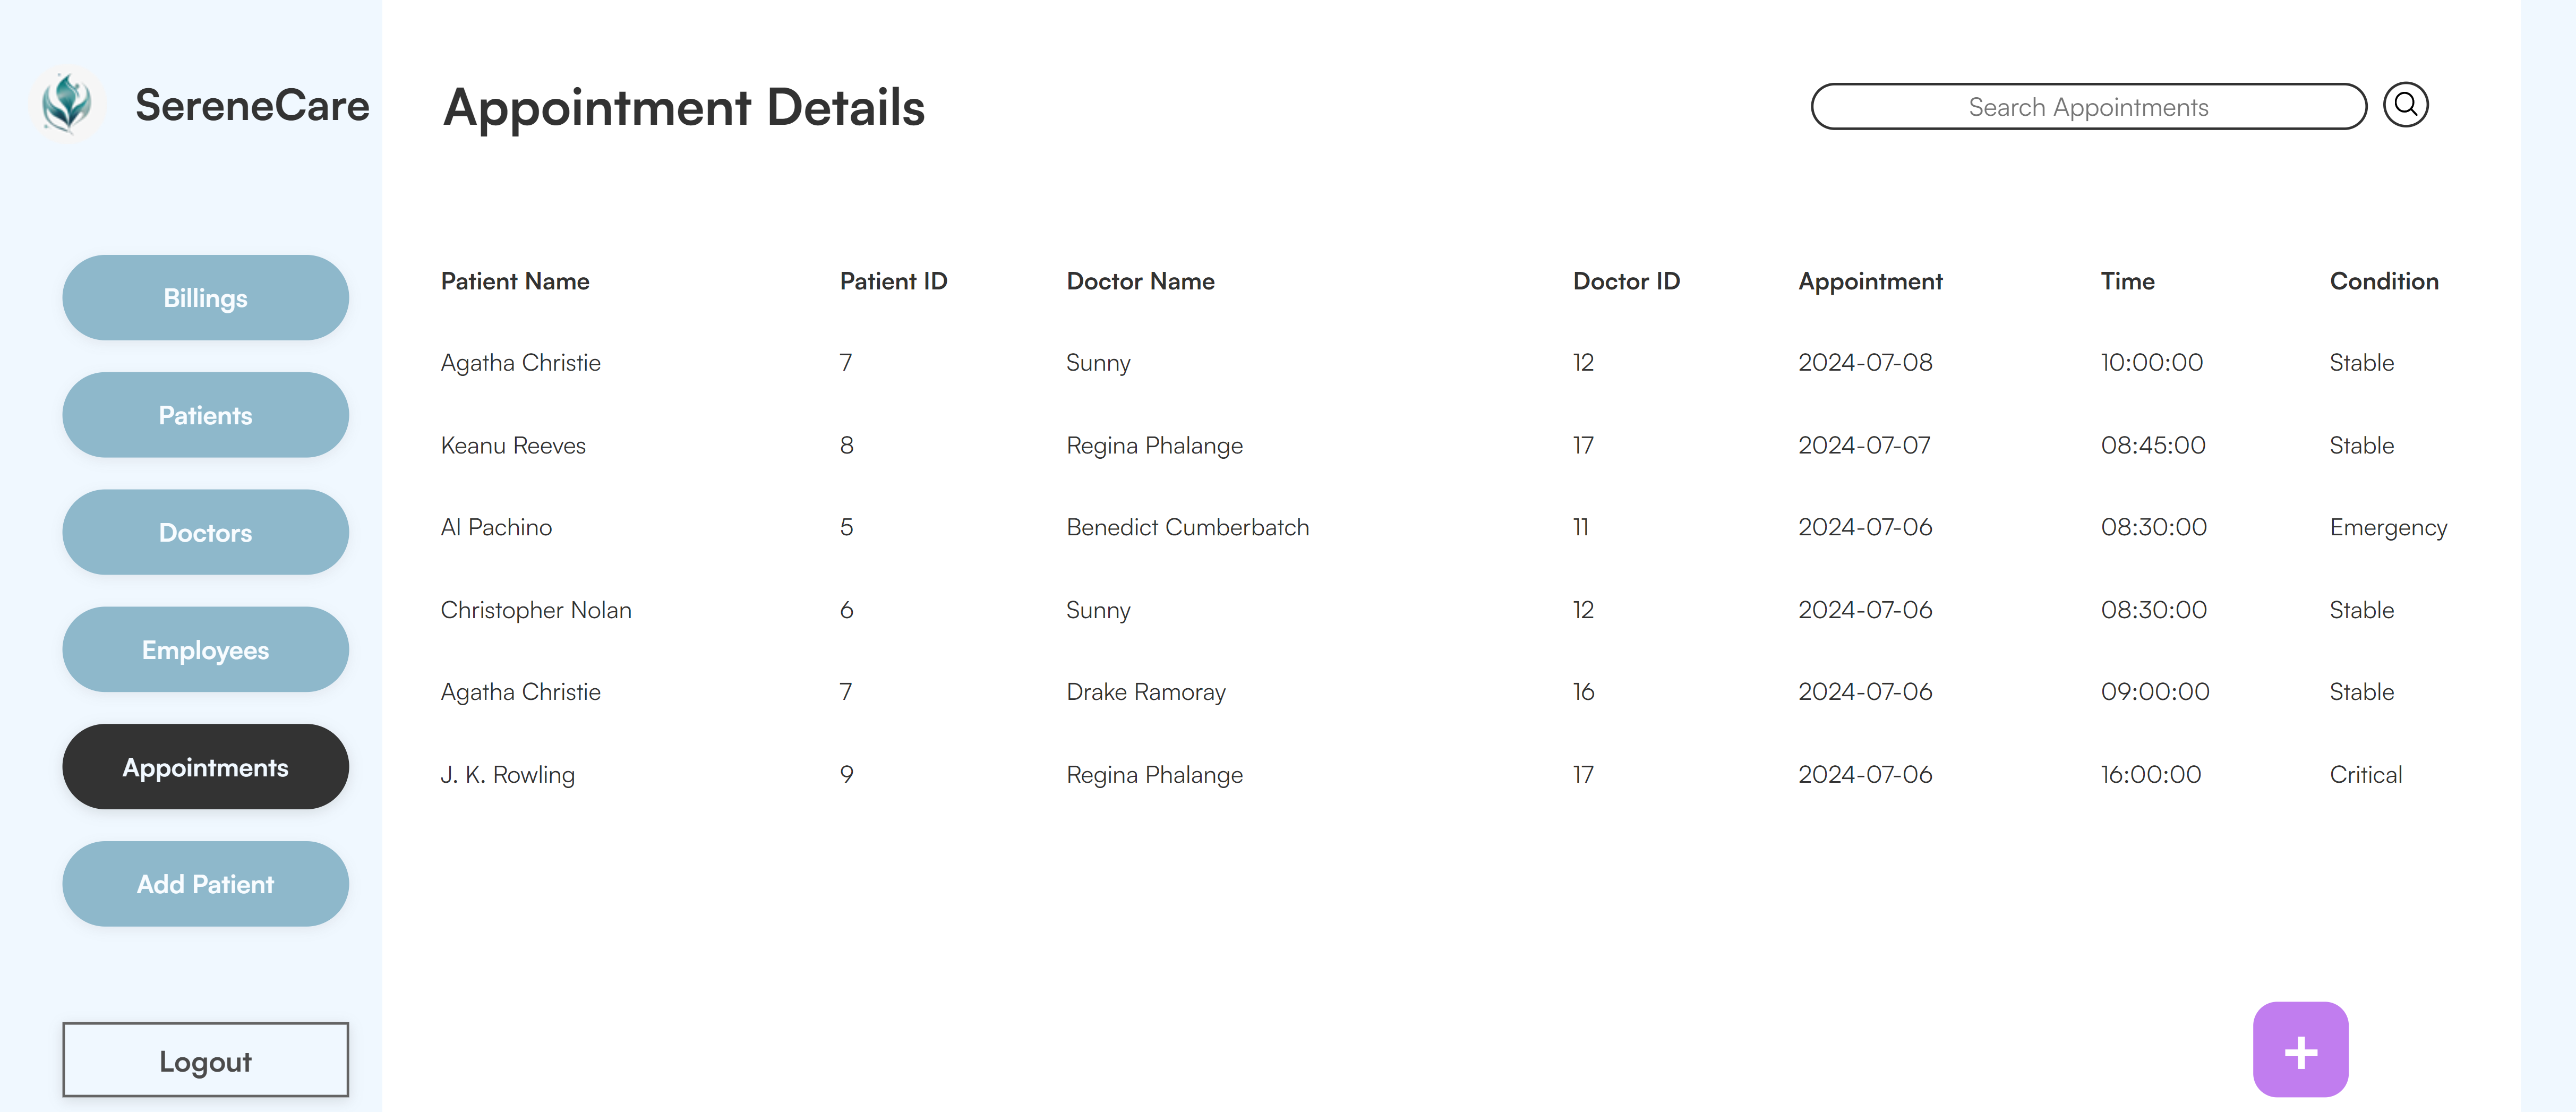 SereneCare
Appointment Details
Search Appointments
Billings
Patients
Doctors
Employees
Appointments
Add Patient
Logout
Patient Name Patient ID Doctor Name Doctor ID Appointment Time Condition
Agatha Christie 7 Sunny 12 2024-07-08 10:00:00 Stable
Keanu Reeves 8 Regina Phalange 17 2024-07-07 08:45:00 Stable
Al Pachino 5 Benedict Cumberbatch 11 2024-07-06 08:30:00 Emergency
Christopher Nolan 6 Sunny 12 2024-07-06 08:30:00 Stable
Agatha Christie 7 Drake Ramoray 16 2024-07-06 09:00:00 Stable
J. K. Rowling 9 Regina Phalange 17 2024-07-06 16:00:00 Critical
+